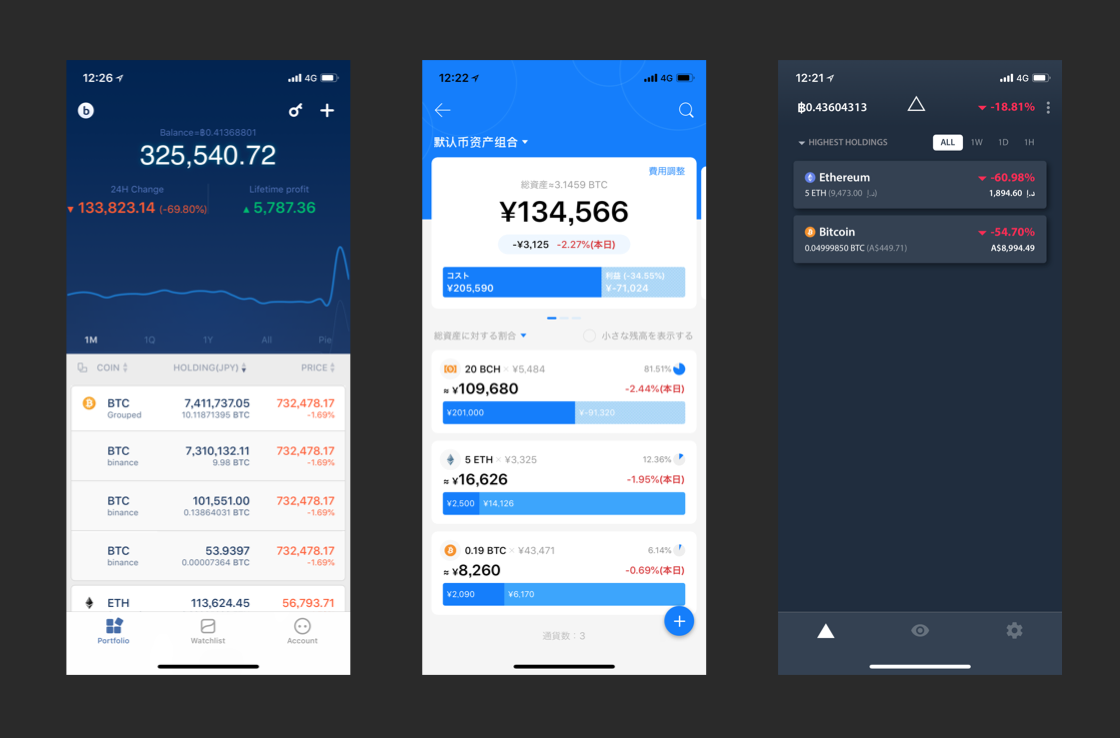 12:26
4G
b
Balance=฿0.41368801
325,540.72
24H Change
Lifetime profit
▼ 133,823.14 (-69.80%)
▲ 5,787.36
1M 1Q 1Y All Pie
COIN HOLDING(JPY) PRICE
BTC 7,411,737.05 732,478.17
Grouped 10.11871395 BTC -1.69%
BTC 7,310,132.11 732,478.17
binance 9.98 BTC -1.69%
BTC 101,551.00 732,478.17
binance 0.13864031 BTC -1.69%
BTC 53.9397 732,478.17
binance 0.00007364 BTC -1.69%
ETH 113,624.45 56,793.71
Portfolio Watchlist Account
12:22
4G
默认币资产组合
費用調整
総資産=3.1459 BTC
¥134,566
-¥3,125 -2.27%(本日)
コスト 利益 (-34.55%)
¥205,590 ¥-71,024
総資産に対する割合 小さな残高を表示する
20 BCH × ¥5,484 81.51%
≈ ¥109,680 -2.44%(本日)
¥201,000 ¥-91,320
5 ETH × ¥3,325 12.36%
≈ ¥16,626 -1.95%(本日)
¥2,500 ¥14,126
0.19 BTC × ¥43,471 6.14%
≈ ¥8,260 -0.69%(本日)
¥2,090 ¥6,170
通貨数：3
12:21
4G
฿0.43604313 -18.81%
HIGHEST HOLDINGS ALL 1W 1D 1H
Ethereum -60.98%
5 ETH (9,473.00 د.إ) 1,894.60 د.إ
Bitcoin -54.70%
0.04999850 BTC (A$449.71) A$8,994.49